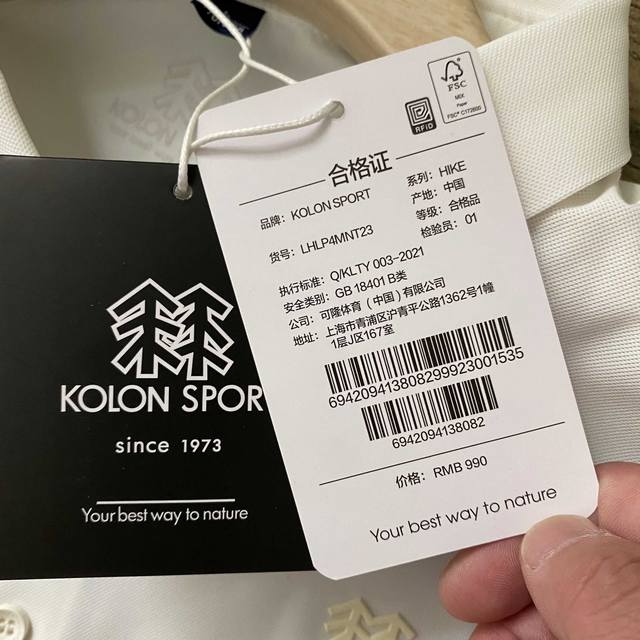 KOLON SPOR
since 1973
Your best way to nature
FSC
MIX
Paper
FSC® C172600
RFID
合格证
品牌：KOLON SPORT
系列：HIKE
产地：中国
货号：LHLP4MNT23
等级：合格品
检验员：01
执行标准：Q/KLTY 003-2021
安全类别：GB 18401 B类
公司：可隆体育（中国）有限公司
地址：上海市青浦区沪青平公路1362号1幢
1层J区167室
6942094138082999230015​35
6942094138082
价格：RMB 990
Your best way to nature